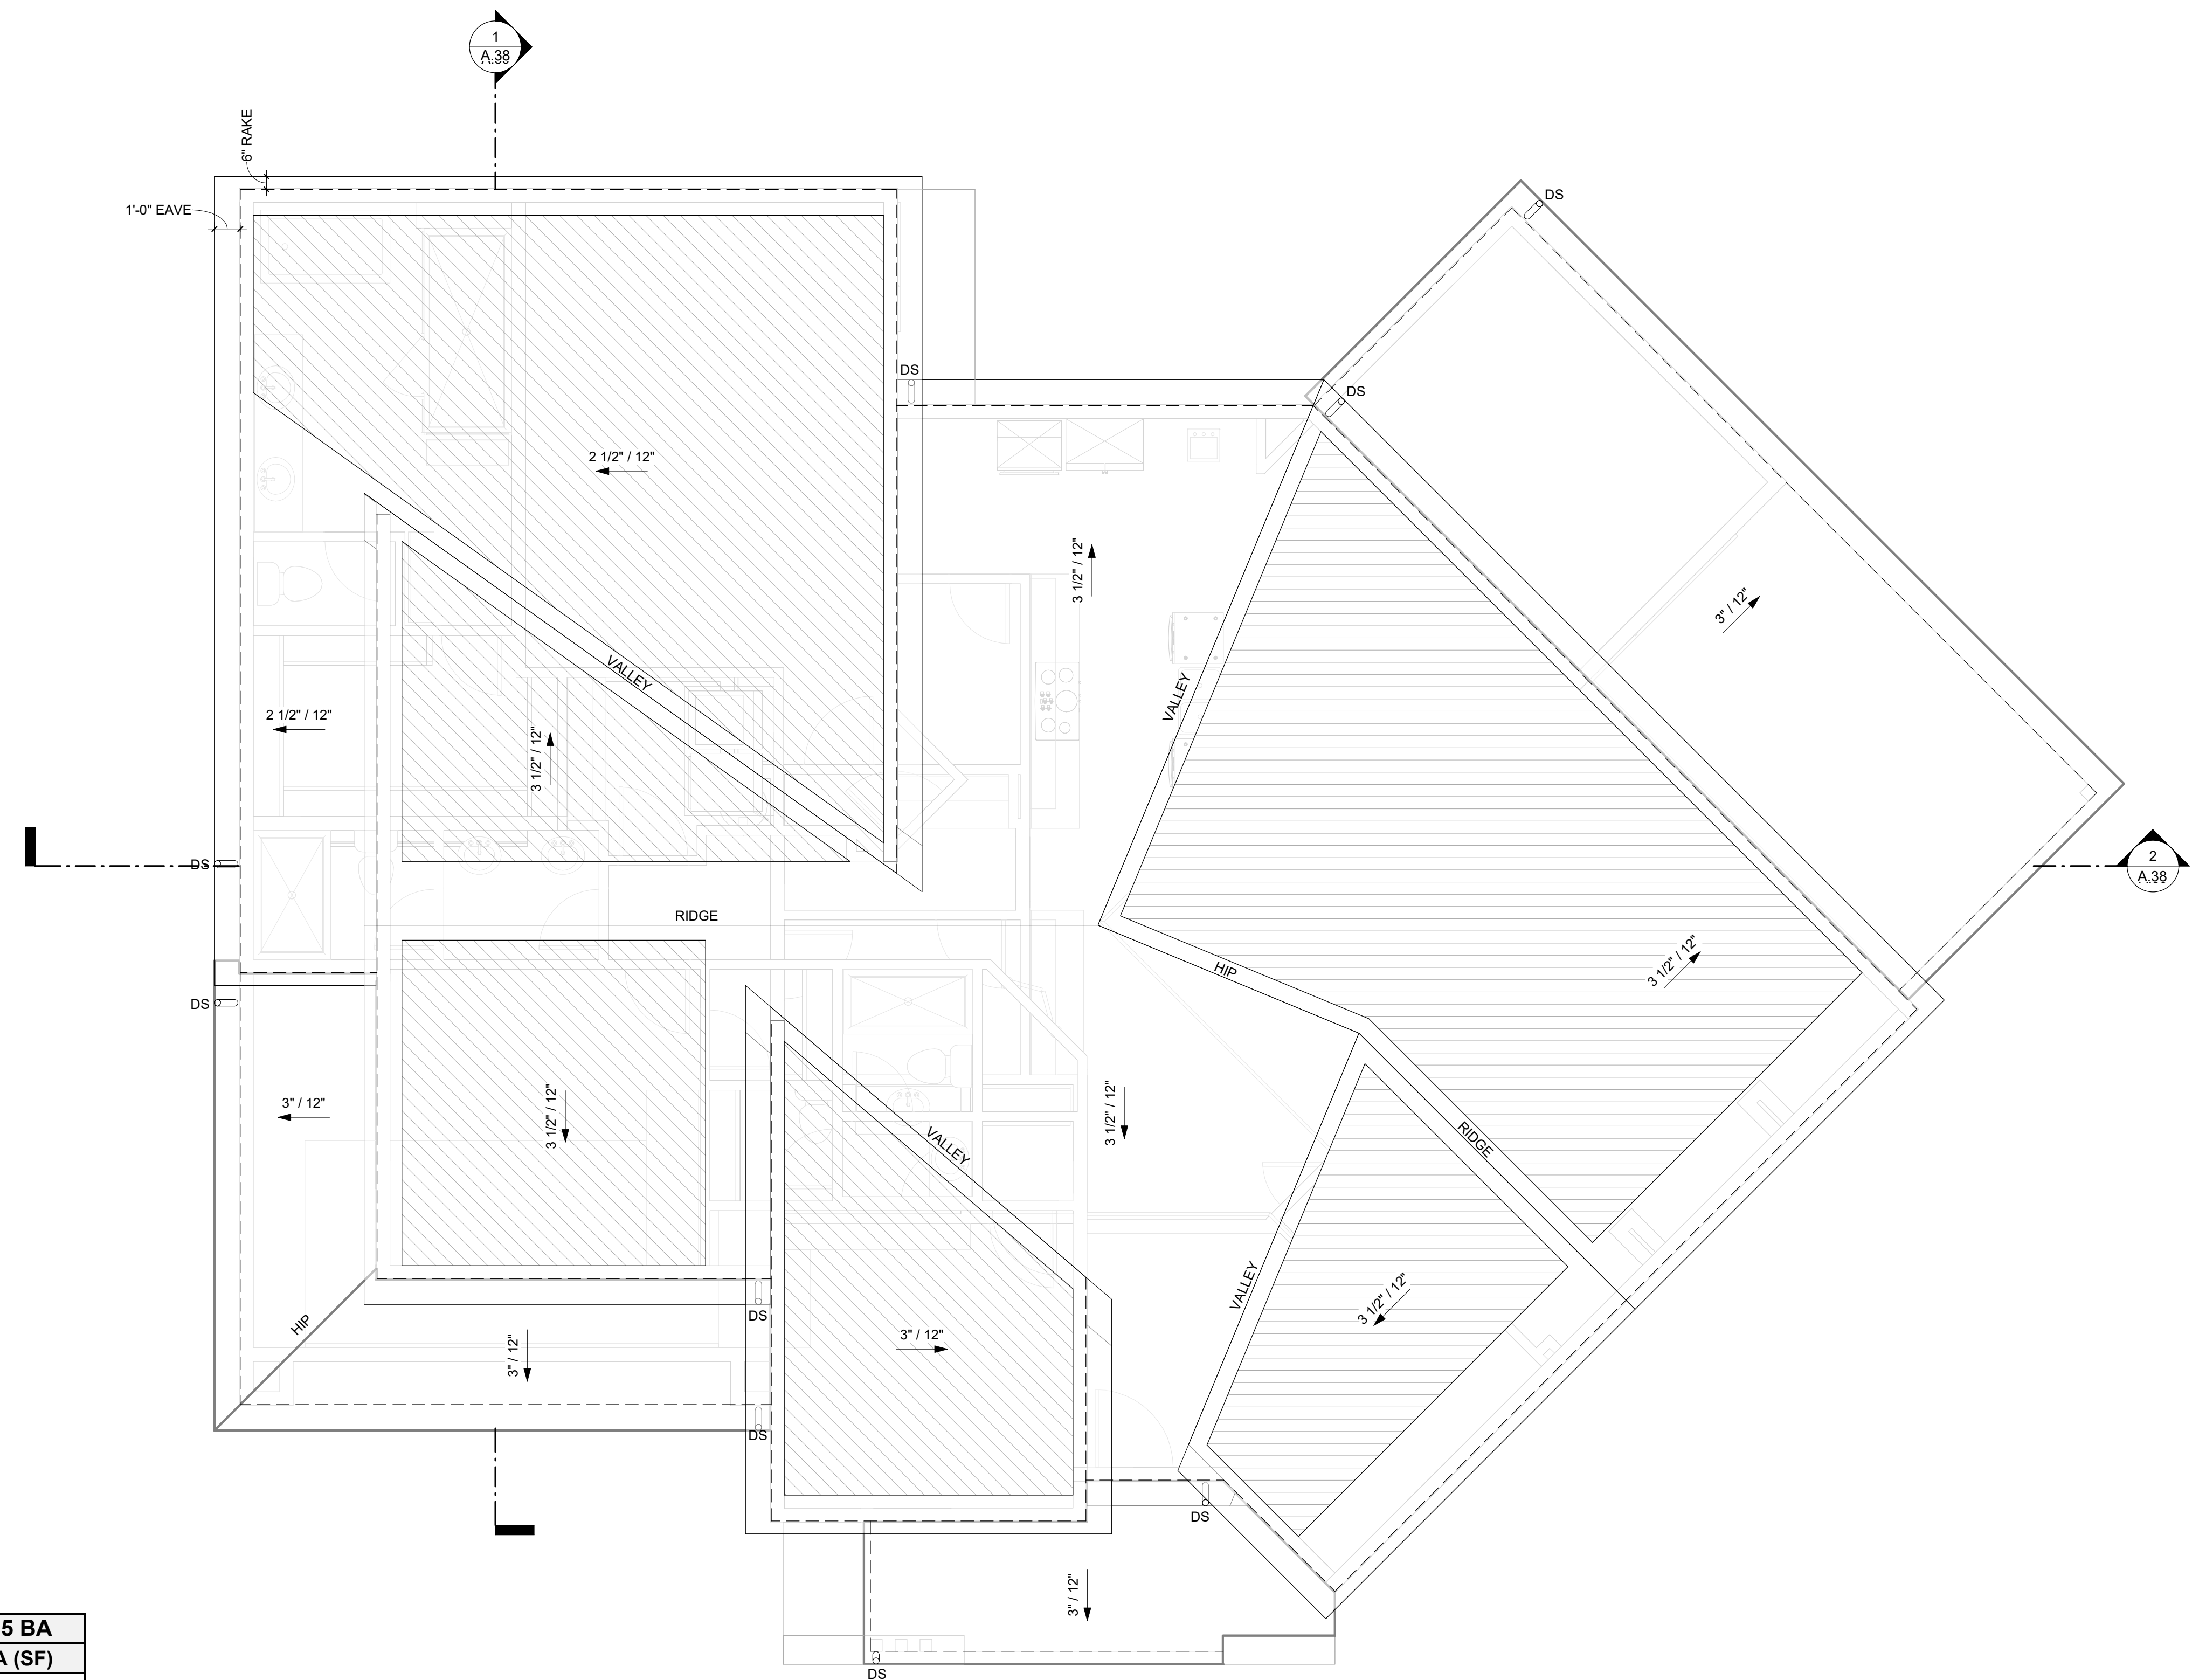 1
A.38
6" RAKE
1'-0" EAVE
DS
DS
DS
2 1/2" / 12"
3 1/2" / 12"
3" / 12"
VALLEY
VALLEY
2 1/2" / 12"
3 1/2" / 12"
DS
2
A.38
RIDGE
HIP
3 1/2" / 12"
DS
3" / 12"
3 1/2" / 12"
3 1/2" / 12"
VALLEY
RIDGE
VALLEY
3 1/2" / 12"
HIP
DS
3" / 12"
3" / 12"
DS
DS
3" / 12"
DS
5 BA
A (SF)